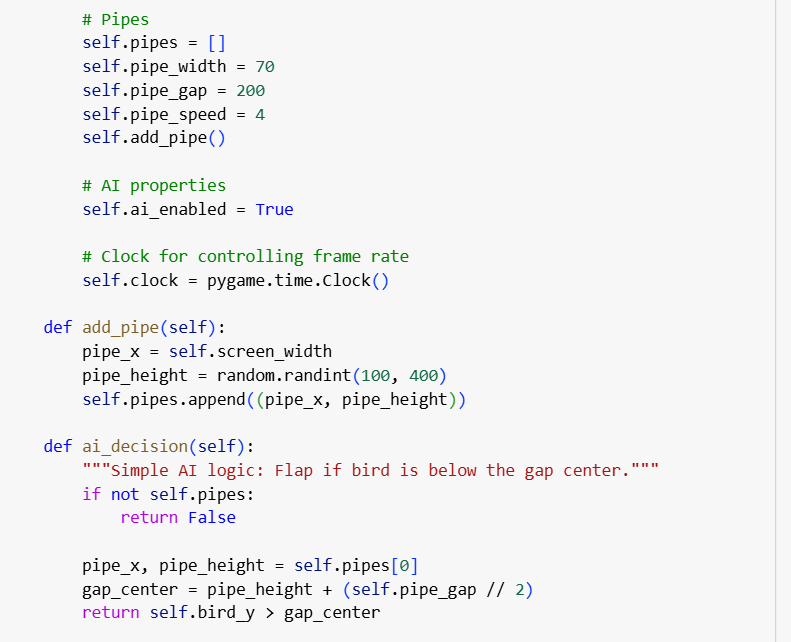 # Pipes
self.pipes = []
self.pipe_width = 70
self.pipe_gap = 200
self.pipe_speed = 4
self.add_pipe()
# AI properties
self.ai_enabled = True
# Clock for controlling frame rate
self.clock = pygame.time.Clock()
def add_pipe(self):
pipe_x = self.screen_width
pipe_height = random.randint(100, 400)
self.pipes.append((pipe_x, pipe_height))
def ai_decision(self):
"""Simple AI logic: Flap if bird is below the gap center."""
if not self.pipes:
return False
pipe_x, pipe_height = self.pipes[0]
gap_center = pipe_height + (self.pipe_gap // 2)
return self.bird_y > gap_center